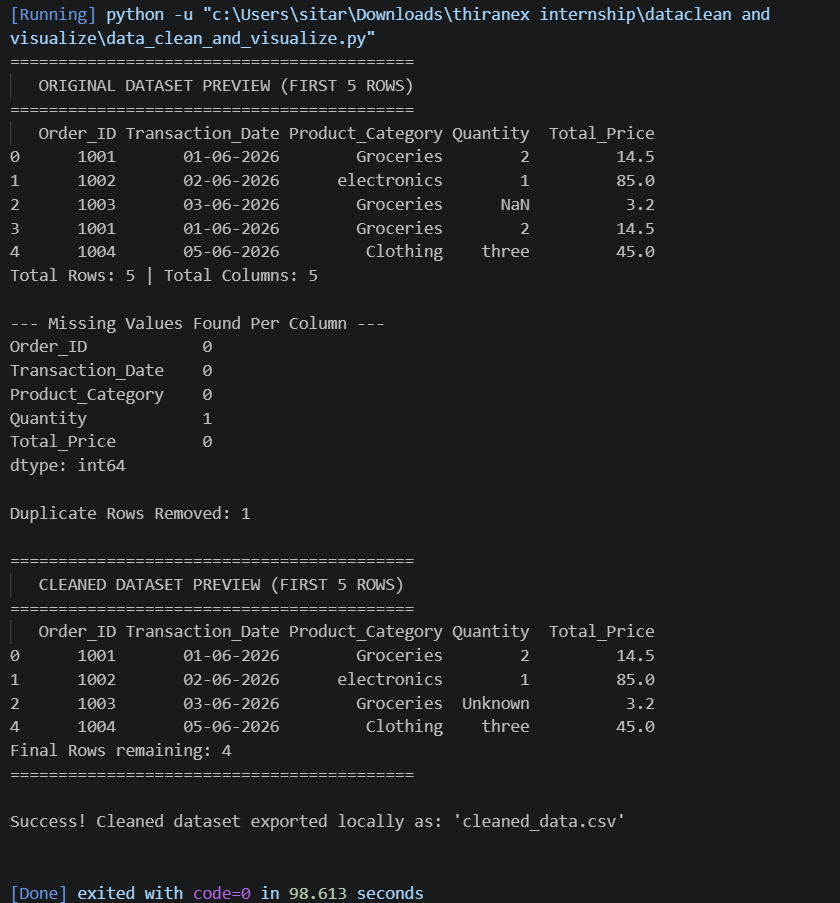 [Running] python -u "c:\Users\sitar\Downloads\thiranex internship\dataclean and
visualize\data_clean_and_visualize.py"
==========================================
   ORIGINAL DATASET PREVIEW (FIRST 5 ROWS)
==========================================
   Order_ID Transaction_Date Product_Category Quantity  Total_Price
0      1001       01-06-2026        Groceries        2         14.5
1      1002       02-06-2026      electronics        1         85.0
2      1003       03-06-2026        Groceries      NaN          3.2
3      1001       01-06-2026        Groceries        2         14.5
4      1004       05-06-2026         Clothing    three         45.0
Total Rows: 5 | Total Columns: 5

--- Missing Values Found Per Column ---
Order_ID            0
Transaction_Date    0
Product_Category    0
Quantity            1
Total_Price         0
dtype: int64

Duplicate Rows Removed: 1

==========================================
   CLEANED DATASET PREVIEW (FIRST 5 ROWS)
==========================================
   Order_ID Transaction_Date Product_Category Quantity  Total_Price
0      1001       01-06-2026        Groceries        2         14.5
1      1002       02-06-2026      electronics        1         85.0
2      1003       03-06-2026        Groceries  Unknown          3.2
4      1004       05-06-2026         Clothing    three         45.0
Final Rows remaining: 4
==========================================

Success! Cleaned dataset exported locally as: 'cleaned_data.csv'

[Done] exited with code=0 in 98.613 seconds